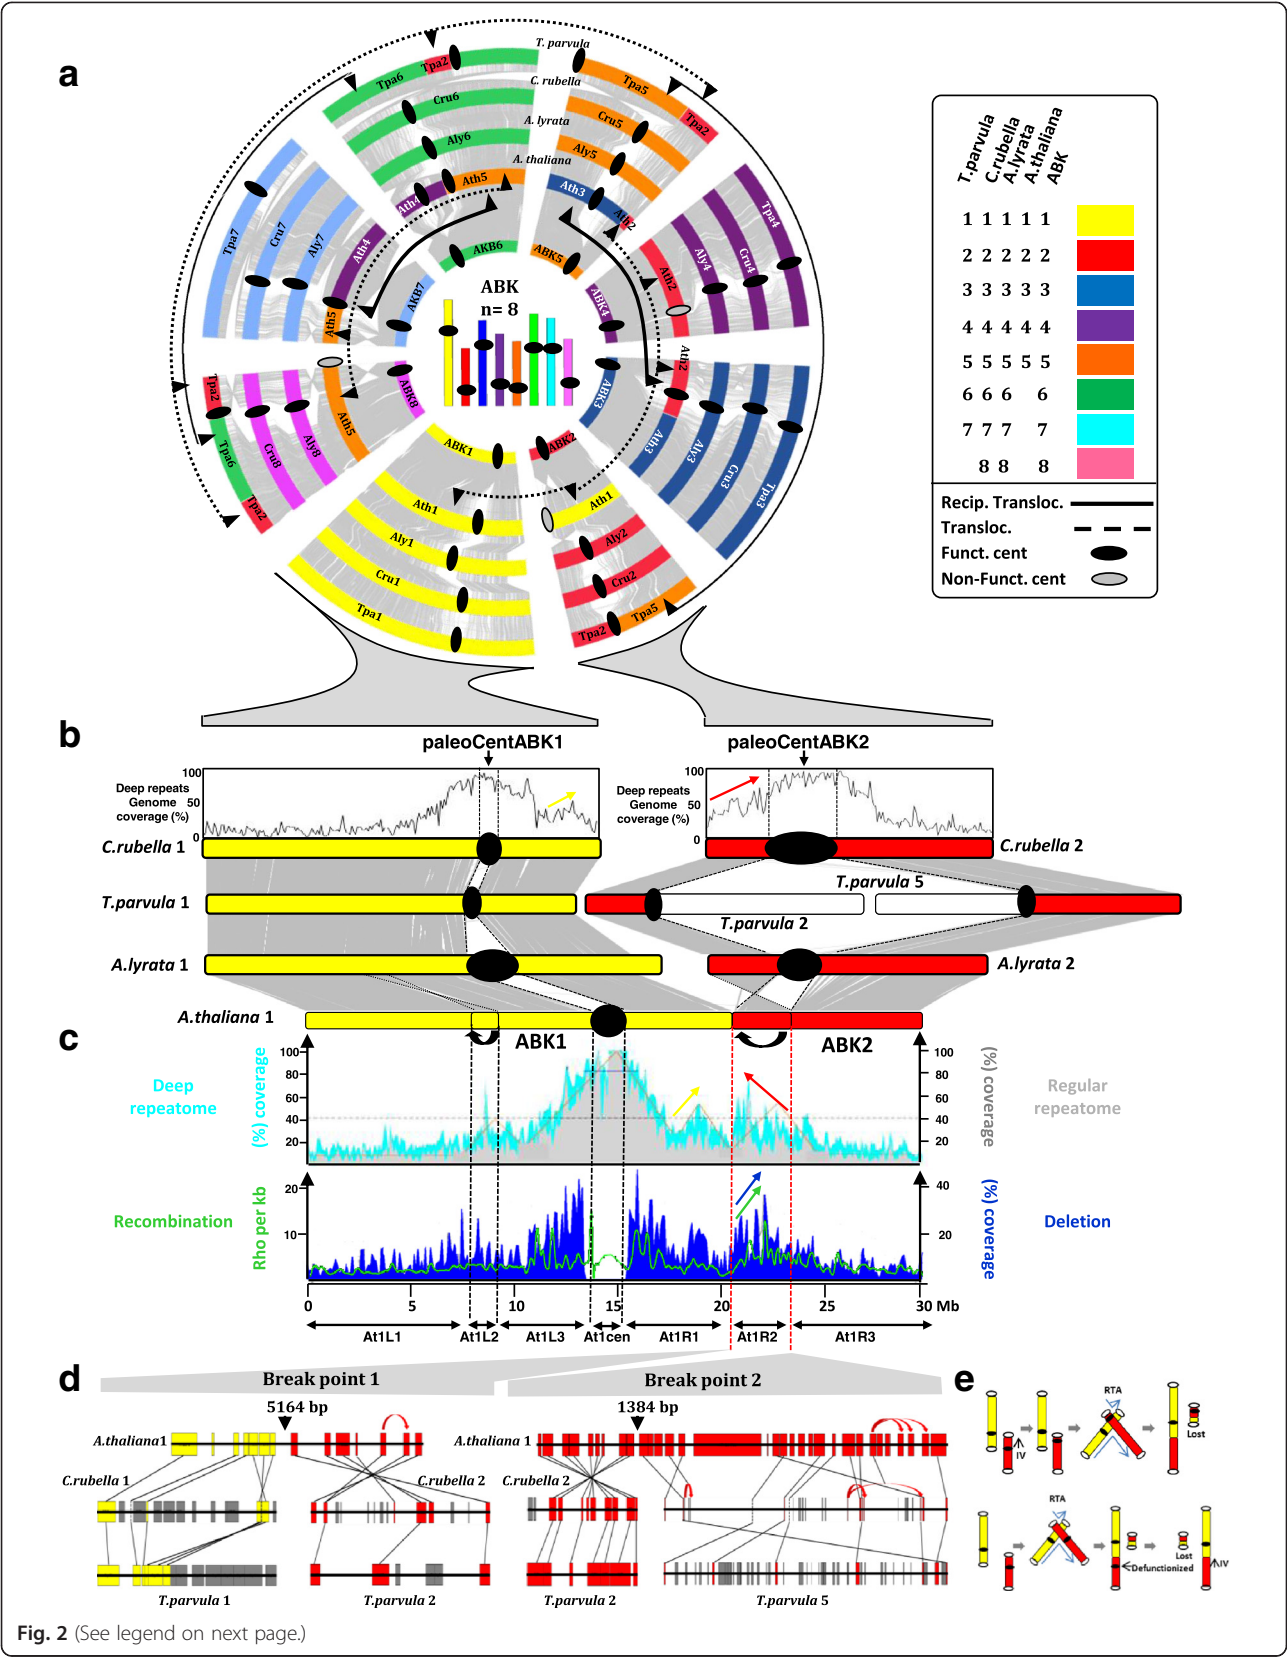 a
T. parvula
C. rubella
A. lyrata
A. thaliana
Tpa6
Tpa2
Cru6
Aly6
Ath4
Ath5
AKB6
Tpa5
Tpa2
Cru5
Aly5
Ath3
Ath2
ABK5
Tpa7
Cru7
Aly7
Ath4
Ath5
AKB7
Tpa4
Cru4
Aly4
Ath2
ABK4
ABK
n= 8
Tpa2
Tpa6
Tpa2
Cru8
Aly8
Ath5
ABK8
Ath2
Ath3
Aly3
Cru3
Tpa3
ABK3
ABK1
Ath1
Aly1
Cru1
Tpa1
ABK2
Ath1
Aly2
Cru2
Tpa2
Tpa5
T.parvula
C.rubella
A.lyrata
A.thaliana
ABK
1 1 1 1 1
2 2 2 2 2
3 3 3 3 3
4 4 4 4 4
5 5 5 5 5
6 6 6 6
7 7 7 7
8 8 8
Recip. Transloc.
Transloc.
Funct. cent
Non-Funct. cent
b
paleoCentABK1
paleoCentABK2
Deep repeats
Genome
coverage (%)
100
50
0
Deep repeats
Genome
coverage (%)
100
50
0
C.rubella 1
C.rubella 2
T.parvula 1
T.parvula 5
T.parvula 2
A.lyrata 1
A.lyrata 2
A.thaliana 1
c
ABK1
ABK2
Deep
repeatome
(%) coverage
100
80
60
40
20
100
80
60
40
20
(%) coverage
Regular
repeatome
Recombination
Rho per kb
20
10
40
20
(%) coverage
Deletion
0 5 10 15 20 25 30 Mb
At1L1 At1L2 At1L3 At1cen At1R1 At1R2 At1R3
d
Break point 1
Break point 2
5164 bp
1384 bp
A.thaliana1
A.thaliana 1
C.rubella 1
C.rubella 2
C.rubella 2
T.parvula 1
T.parvula 2
T.parvula 2
T.parvula 5
e
RTA
IV
Lost
RTA
Defunctionized
Lost
IV
Fig. 2 (See legend on next page.)